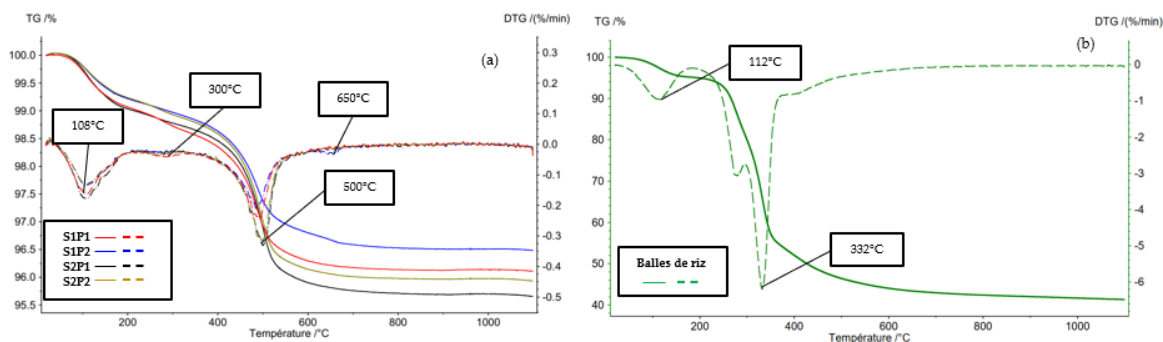 TG /%
DTG /(%/min)
(a)
100.0
99.5
99.0
98.5
98.0
97.5
97.0
96.5
96.0
95.5
0.3
0.2
0.1
0.0
-0.1
-0.2
-0.3
-0.4
-0.5
108°C
300°C
650°C
500°C
S1P1
S1P2
S2P1
S2P2
200 400 600 800 1000
Température /°C
TG /%
DTG /(%/min)
(b)
100
90
80
70
60
50
40
0
-1
-2
-3
-4
-5
-6
112°C
332°C
Balles de riz
200 400 600 800 1000
Température /°C